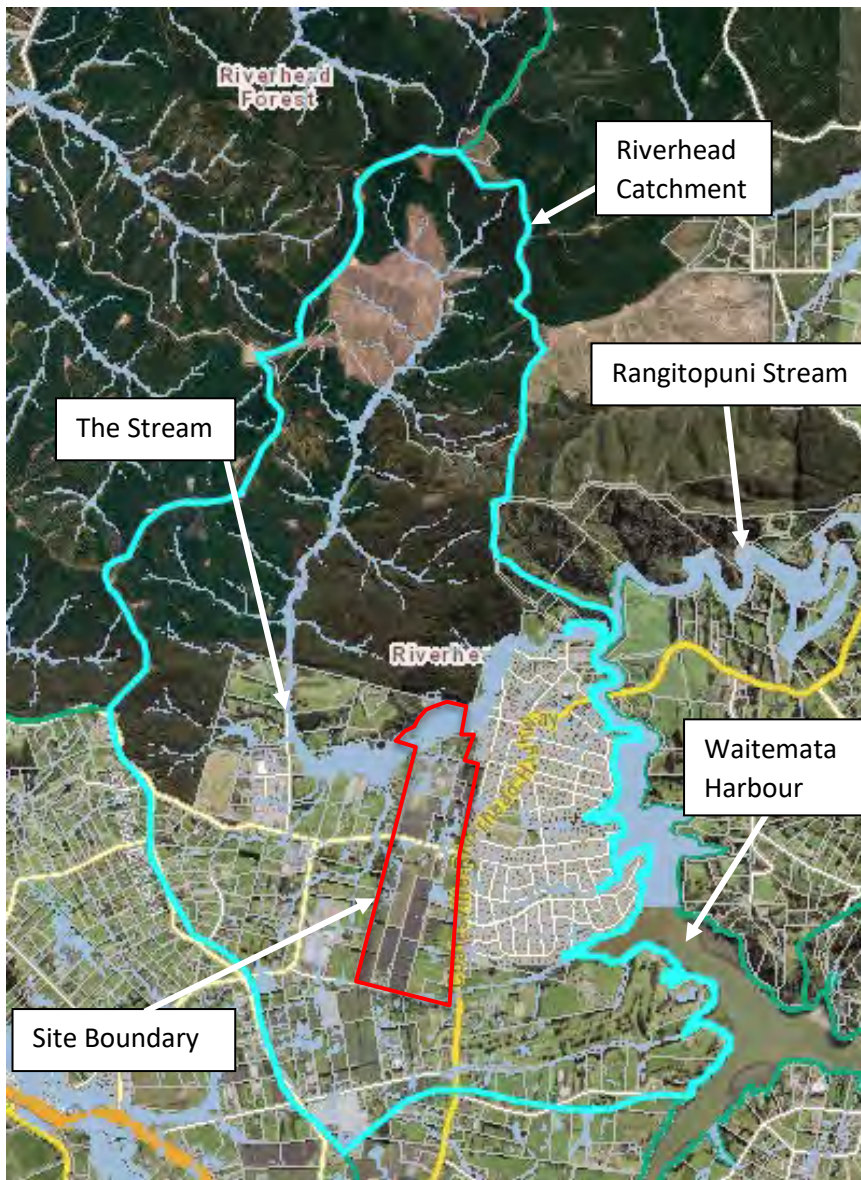 Riverhead
Forest
Riverhead
Catchment
Rangitopuni Stream
The Stream
Riverhe
Waitemata
Harbour
Site Boundary